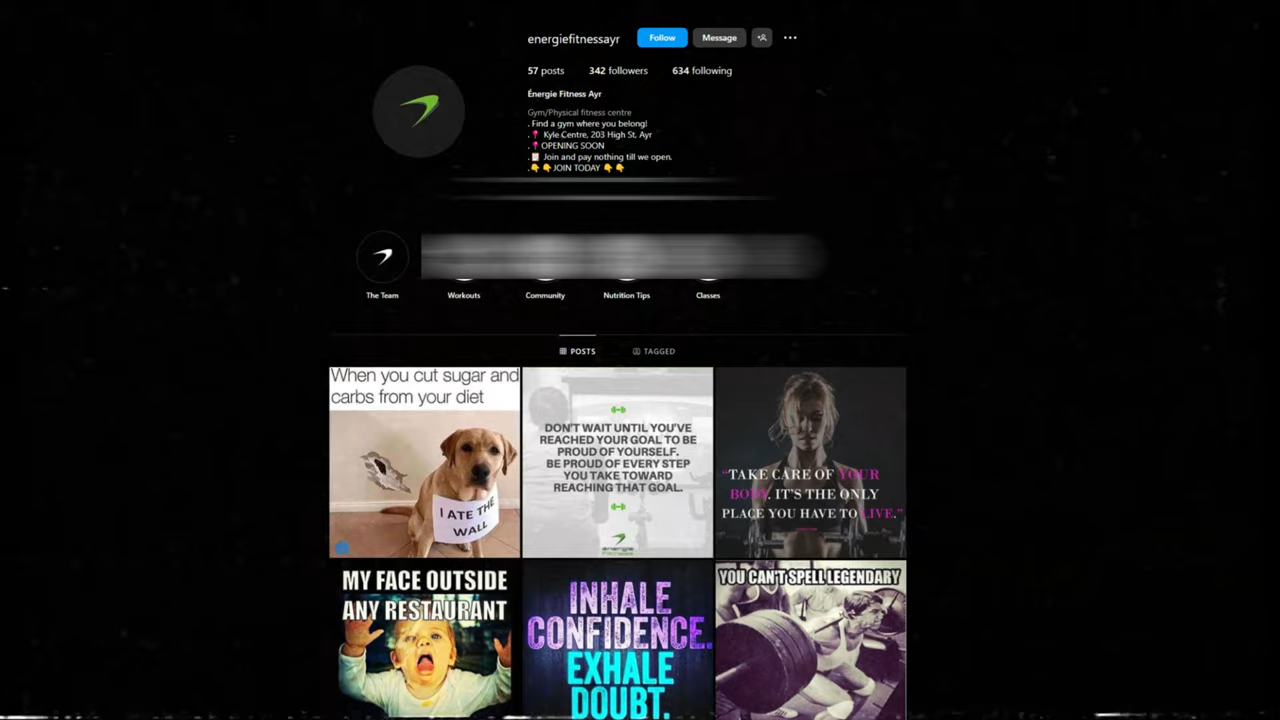 energiefitnessayr Follow Message
57 posts 342 followers 634 following
Énergie Fitness Ayr
Gym/Physical fitness centre
. Find a gym where you belong!
.📍 Kyle Centre, 203 High St, Ayr
.📍OPENING SOON
. Join and pay nothing till we open.
.👇👇JOIN TODAY 👇👇
The Team Workouts Community Nutrition Tips Classes
POSTS TAGGED
When you cut sugar and
carbs from your diet
I ATE THE
WALL
DON'T WAIT UNTIL YOU'VE
REACHED YOUR GOAL TO BE
PROUD OF YOURSELF.
BE PROUD OF EVERY STEP
YOU TAKE TOWARD
REACHING THAT GOAL.
énergie
fitness
“TAKE CARE OF YOUR
BODY. IT'S THE ONLY
PLACE YOU HAVE TO LIVE.”
MY FACE OUTSIDE
ANY RESTAURANT
INHALE
CONFIDENCE.
EXHALE
DOUBT.
YOU CAN'T SPELL LEGENDARY